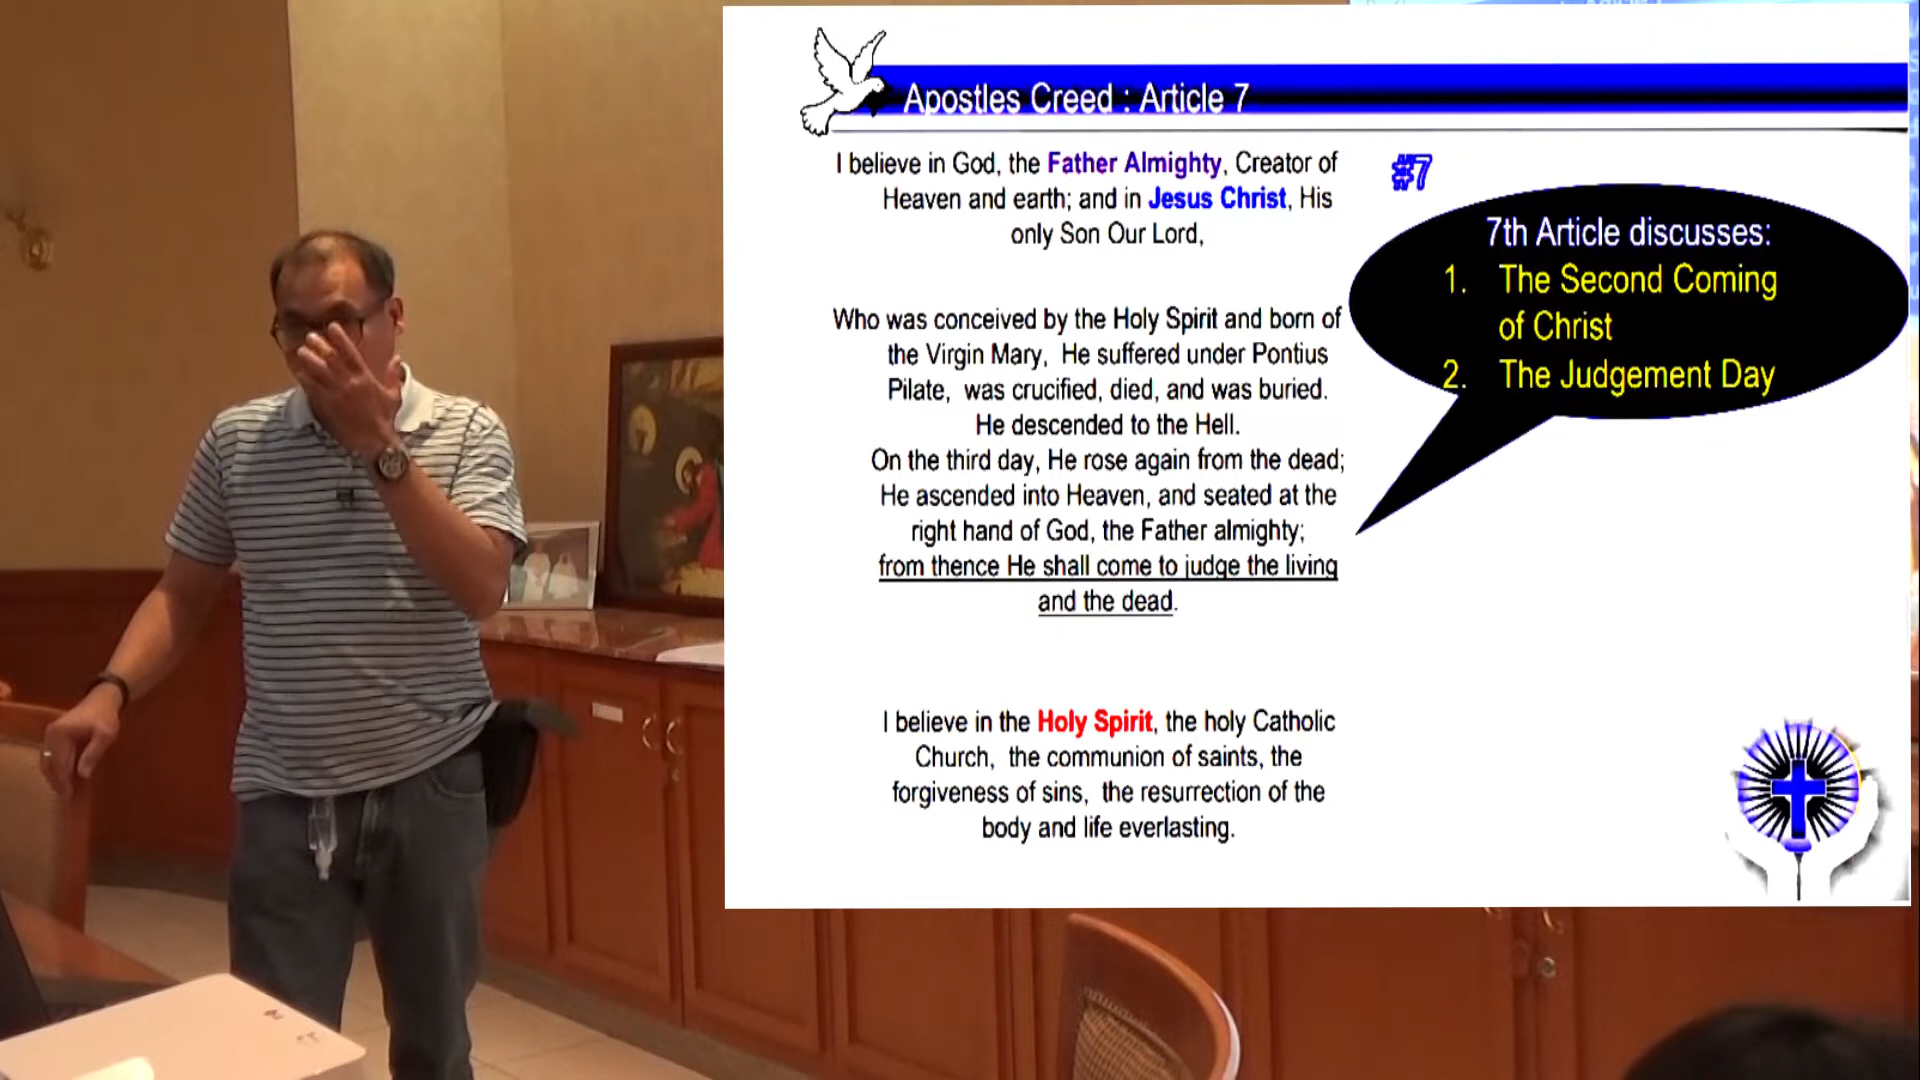 Apostles Creed : Article 7
I believe in God, the Father Almighty, Creator of
Heaven and earth; and in Jesus Christ, His
only Son Our Lord,
Who was conceived by the Holy Spirit and born of
the Virgin Mary, He suffered under Pontius
Pilate, was crucified, died, and was buried.
He descended to the Hell.
On the third day, He rose again from the dead;
He ascended into Heaven, and seated at the
right hand of God, the Father almighty;
from thence He shall come to judge the living
and the dead.
I believe in the Holy Spirit, the holy Catholic
Church, the communion of saints, the
forgiveness of sins, the resurrection of the
body and life everlasting.
#7
7th Article discusses:
1. The Second Coming
of Christ
2. The Judgement Day